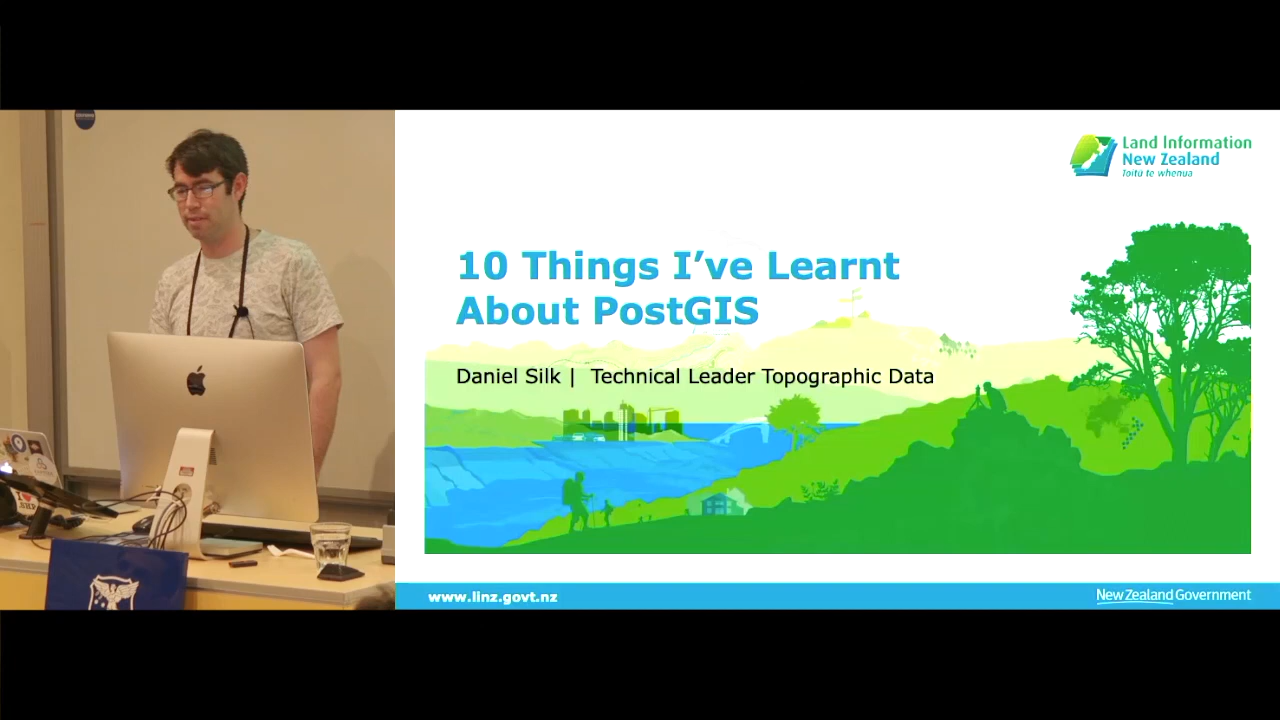 Land Information
New Zealand
Toitū te whenua
10 Things I've Learnt
About PostGIS
Daniel Silk | Technical Leader Topographic Data
www.linz.govt.nz
New Zealand Government